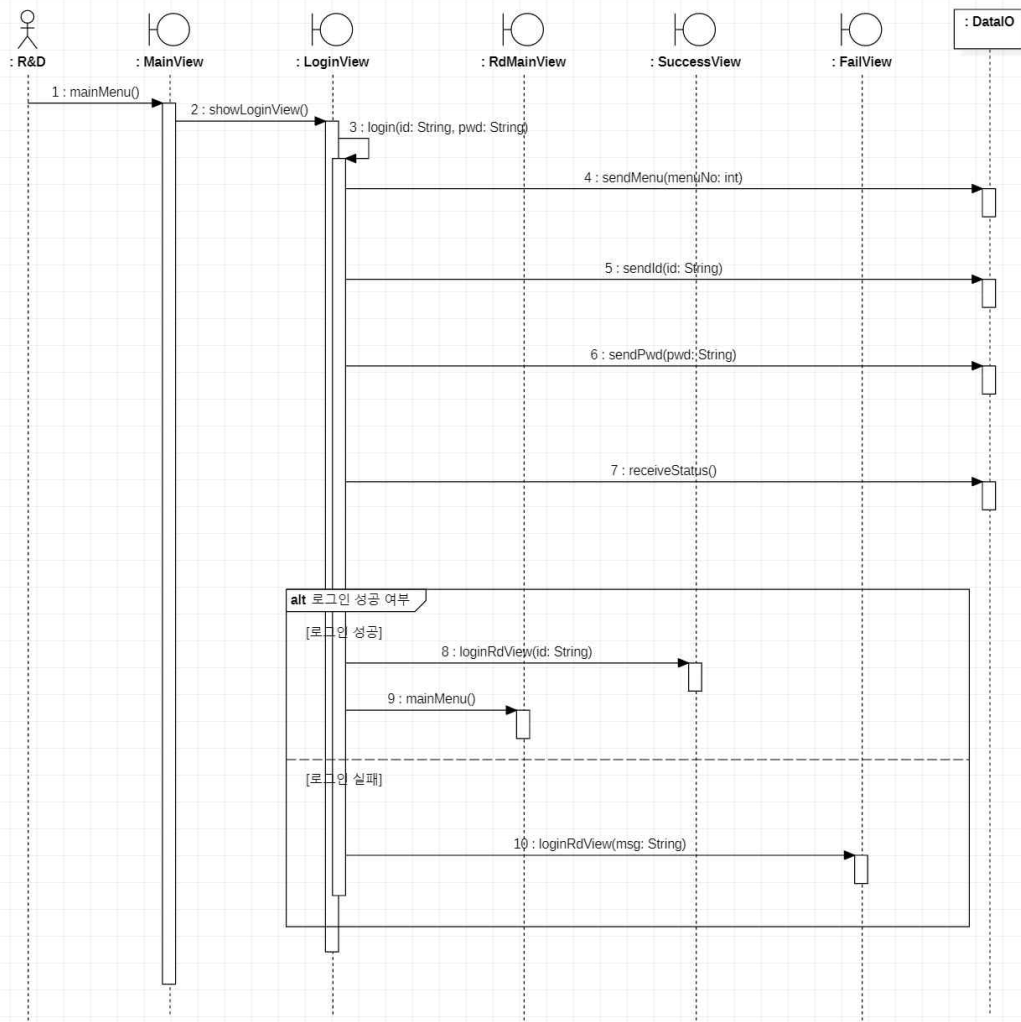 : R&D
: MainView
: LoginView
: RdMainView
: SuccessView
: FailView
: DataIO
1 : mainMenu()
2 : showLoginView()
3 : login(id: String, pwd: String)
4 : sendMenu(menuNo: int)
5 : sendId(id: String)
6 : sendPwd(pwd: String)
7 : receiveStatus()
alt 로그인 성공 여부
[로그인 성공]
8 : loginRdView(id: String)
9 : mainMenu()
[로그인 실패]
10 : loginRdView(msg: String)